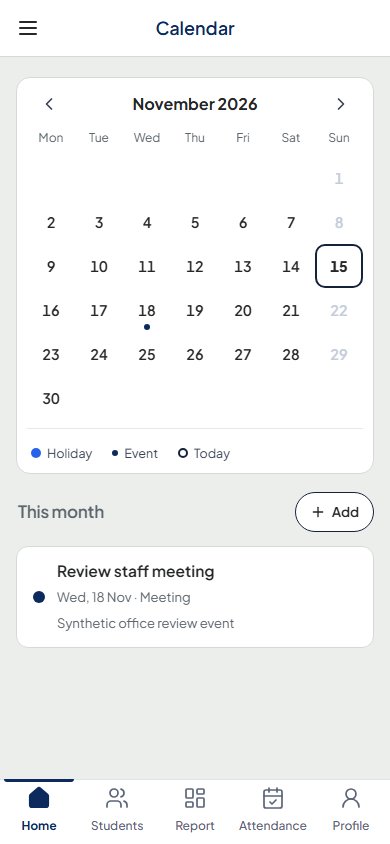 Calendar
November 2026
Mon Tue Wed Thu Fri Sat Sun
1
2 3 4 5 6 7 8
9 10 11 12 13 14 15
16 17 18 19 20 21 22
23 24 25 26 27 28 29
30
Holiday Event Today
This month
Add
Review staff meeting
Wed, 18 Nov · Meeting
Synthetic office review event
Home Students Report Attendance Profile